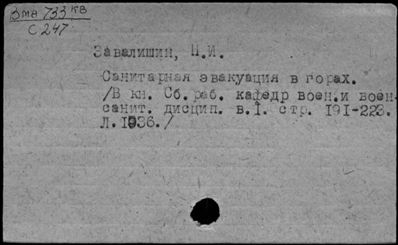 733 кв
С 247
Завалишин, Н.И.
Санитарная эвакуация в горах.
/В кн. Сб.раб. кафедр воен.и воен-
санит. дисцип. в.I. стр. 191-223.
Л.1936./